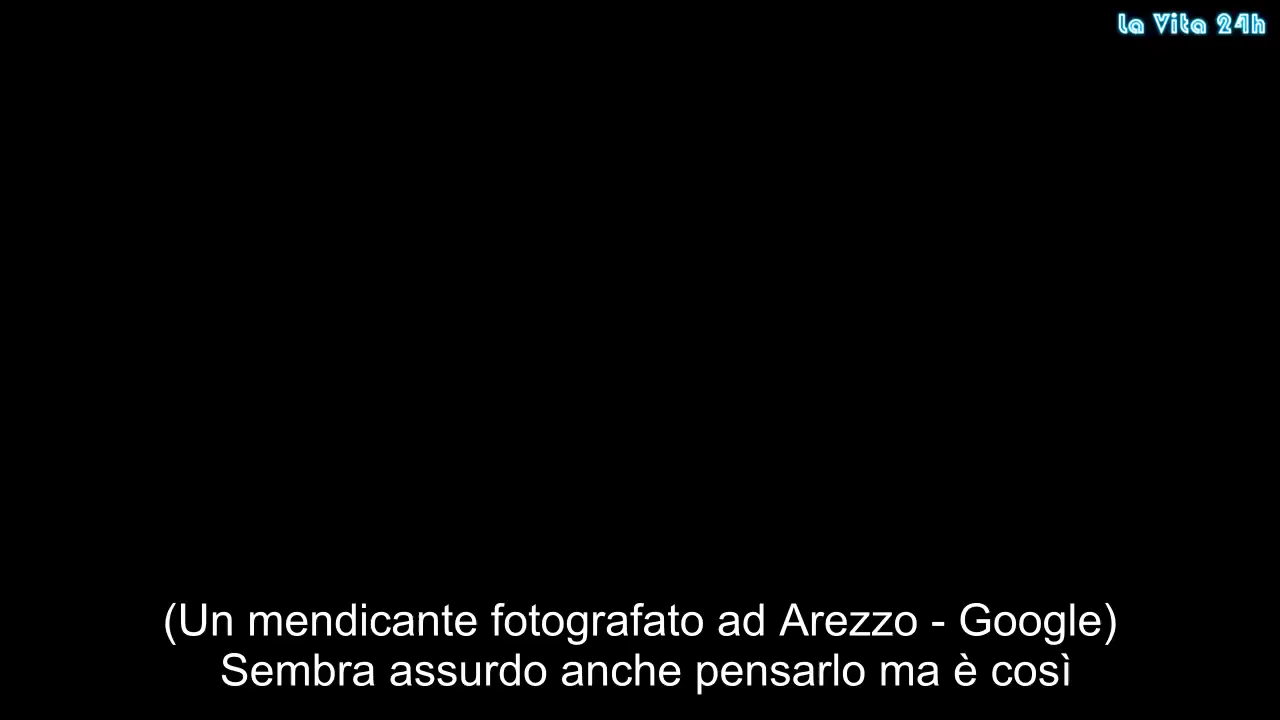 La Vita 24h
(Un mendicante fotografato ad Arezzo - Google)
Sembra assurdo anche pensarlo ma è così